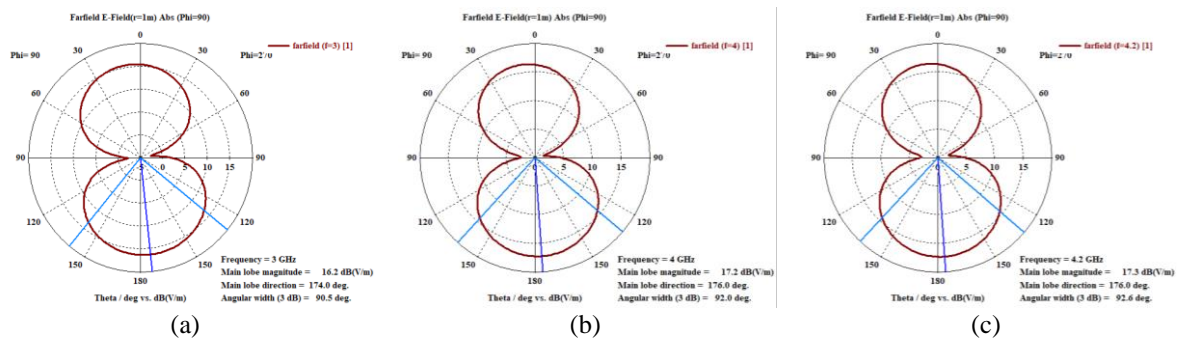 Farfield E-Field(r=1m) Abs (Phi=90)
0
farfield (f=3) [1]
Phi= 90
30
30
Phi=270
60
60
90
-5
0
5
10
15
90
120
120
150
150
180
Frequency = 3 GHz
Main lobe magnitude = 16.2 dB(V/m)
Main lobe direction = 174.0 deg.
Angular width (3 dB) = 90.5 deg.
Theta / deg vs. dB(V/m)
(a)
Farfield E-Field(r=1m) Abs (Phi=90)
0
farfield (f=4) [1]
Phi= 90
30
30
Phi=270
60
60
90
0
5
10
15
90
120
120
150
150
180
Frequency = 4 GHz
Main lobe magnitude = 17.2 dB(V/m)
Main lobe direction = 176.0 deg.
Angular width (3 dB) = 92.0 deg.
Theta / deg vs. dB(V/m)
(b)
Farfield E-Field(r=1m) Abs (Phi=90)
0
farfield (f=4.2) [1]
Phi= 90
30
30
Phi=270
60
60
90
0
5
10
15
90
120
120
150
150
180
Frequency = 4.2 GHz
Main lobe magnitude = 17.3 dB(V/m)
Main lobe direction = 176.0 deg.
Angular width (3 dB) = 92.6 deg.
Theta / deg vs. dB(V/m)
(c)